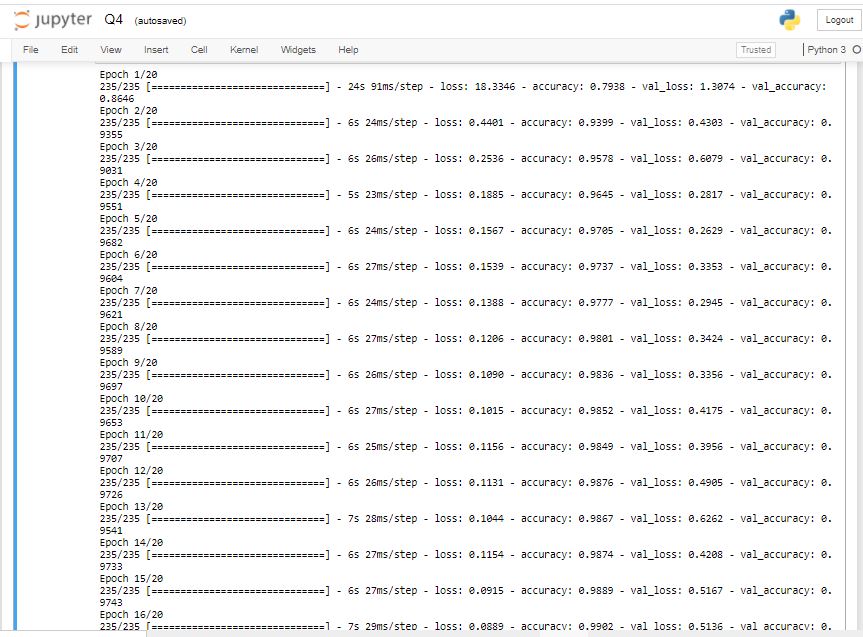 jupyter Q4 (autosaved)
Logout
File Edit View Insert Cell Kernel Widgets Help
Trusted
Python 3
Epoch 1/20
235/235 [==============================] - 24s 91ms/step - loss: 18.3346 - accuracy: 0.7938 - val_loss: 1.3074 - val_accuracy:
0.8646
Epoch 2/20
235/235 [==============================] - 6s 24ms/step - loss: 0.4401 - accuracy: 0.9399 - val_loss: 0.4303 - val_accuracy: 0.
9355
Epoch 3/20
235/235 [==============================] - 6s 26ms/step - loss: 0.2536 - accuracy: 0.9578 - val_loss: 0.6079 - val_accuracy: 0.
9031
Epoch 4/20
235/235 [==============================] - 5s 23ms/step - loss: 0.1885 - accuracy: 0.9645 - val_loss: 0.2817 - val_accuracy: 0.
9551
Epoch 5/20
235/235 [==============================] - 6s 24ms/step - loss: 0.1567 - accuracy: 0.9705 - val_loss: 0.2629 - val_accuracy: 0.
9682
Epoch 6/20
235/235 [==============================] - 6s 27ms/step - loss: 0.1539 - accuracy: 0.9737 - val_loss: 0.3353 - val_accuracy: 0.
9604
Epoch 7/20
235/235 [==============================] - 6s 24ms/step - loss: 0.1388 - accuracy: 0.9777 - val_loss: 0.2945 - val_accuracy: 0.
9621
Epoch 8/20
235/235 [==============================] - 6s 27ms/step - loss: 0.1206 - accuracy: 0.9801 - val_loss: 0.3424 - val_accuracy: 0.
9589
Epoch 9/20
235/235 [==============================] - 6s 26ms/step - loss: 0.1090 - accuracy: 0.9836 - val_loss: 0.3356 - val_accuracy: 0.
9697
Epoch 10/20
235/235 [==============================] - 6s 27ms/step - loss: 0.1015 - accuracy: 0.9852 - val_loss: 0.4175 - val_accuracy: 0.
9653
Epoch 11/20
235/235 [==============================] - 6s 25ms/step - loss: 0.1156 - accuracy: 0.9849 - val_loss: 0.3956 - val_accuracy: 0.
9707
Epoch 12/20
235/235 [==============================] - 6s 26ms/step - loss: 0.1131 - accuracy: 0.9876 - val_loss: 0.4905 - val_accuracy: 0.
9726
Epoch 13/20
235/235 [==============================] - 7s 28ms/step - loss: 0.1044 - accuracy: 0.9867 - val_loss: 0.6262 - val_accuracy: 0.
9541
Epoch 14/20
235/235 [==============================] - 6s 27ms/step - loss: 0.1154 - accuracy: 0.9874 - val_loss: 0.4208 - val_accuracy: 0.
9733
Epoch 15/20
235/235 [==============================] - 6s 27ms/step - loss: 0.0915 - accuracy: 0.9889 - val_loss: 0.5167 - val_accuracy: 0.
9743
Epoch 16/20
235/235 [==============================] - 7s 29ms/step - loss: 0.0889 - accuracy: 0.9902 - val_loss: 0.5136 - val_accuracy: 0.